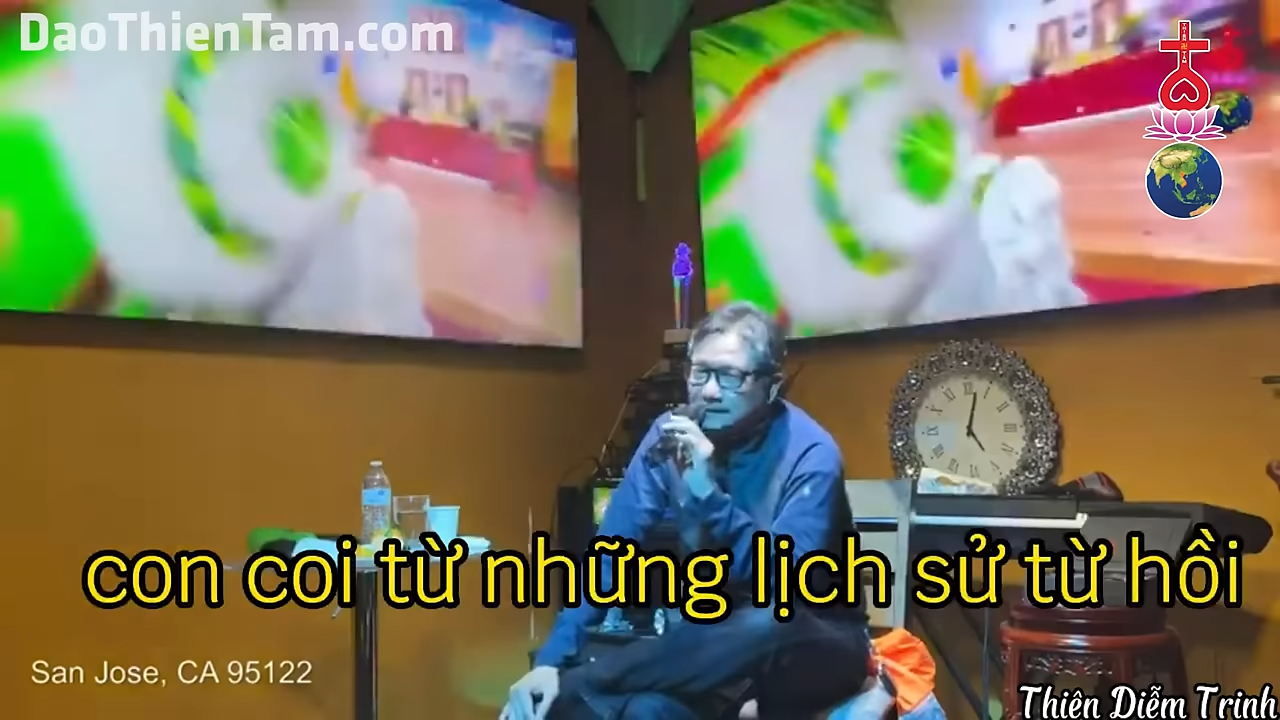 DaoThienTam.com
con coi từ những lịch sử từ hồi
San Jose, CA 95122
Thiên Diễm Trinh